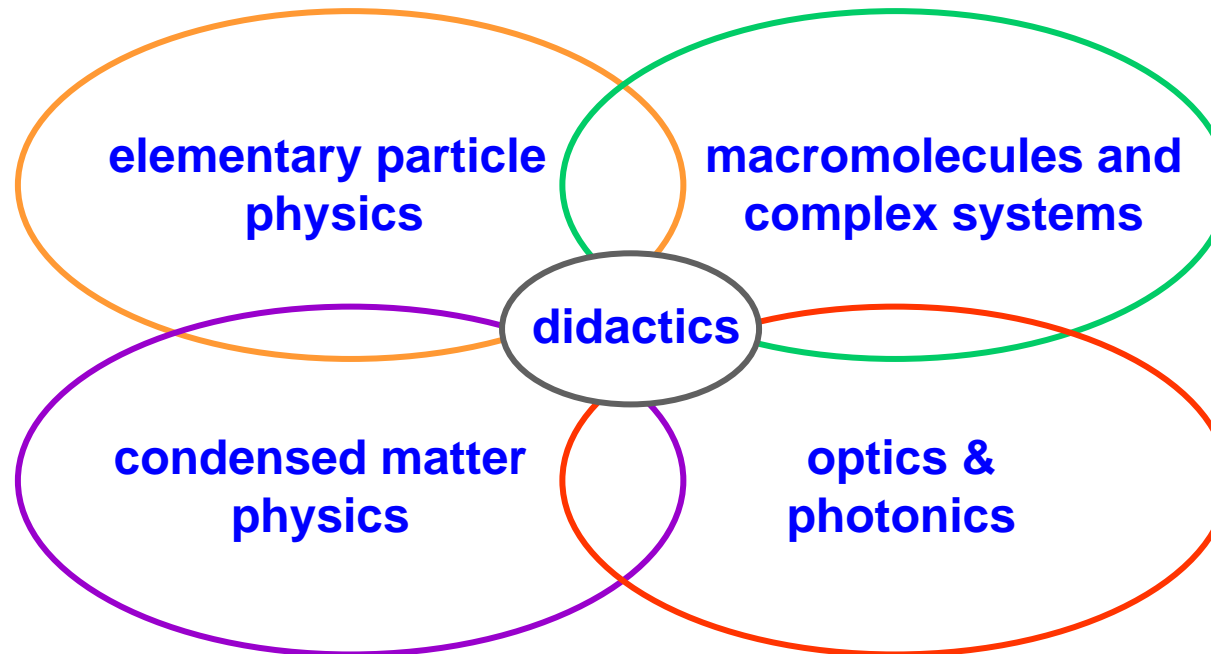 elementary particle
physics
macromolecules and
complex systems
didactics
condensed matter
physics
optics &
photonics